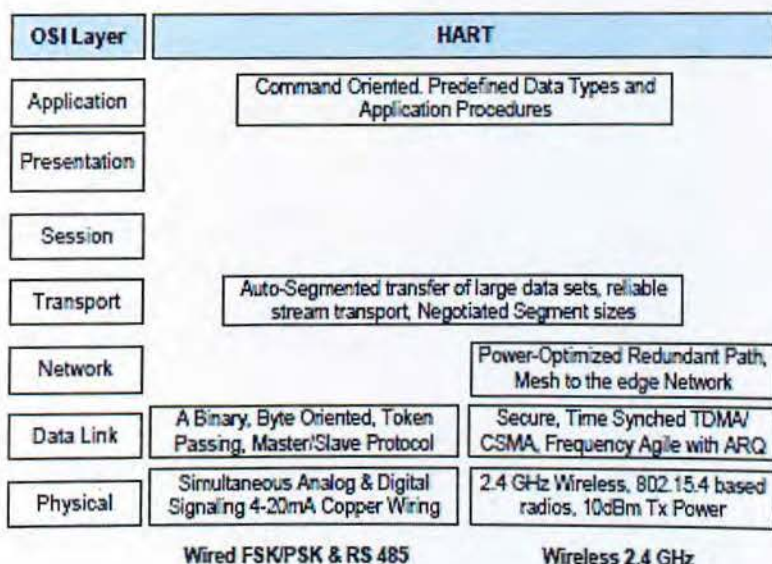 OSI Layer HART
Application
Command Oriented. Predefined Data Types and
Application Procedures
Presentation
Session
Transport
Auto-Segmented transfer of large data sets, reliable
stream transport, Negotiated Segment sizes
Network
Power-Optimized Redundant Path,
Mesh to the edge Network
Data Link
A Binary, Byte Oriented, Token
Passing, Master/Slave Protocol
Secure, Time Synched TDMA/
CSMA, Frequency Agile with ARQ
Physical
Simultaneous Analog & Digital
Signaling 4-20mA Copper Wiring
2.4 GHz Wireless, 802.15.4 based
radios, 10dBm Tx Power
Wired FSK/PSK & RS 485
Wireless 2.4 GHz